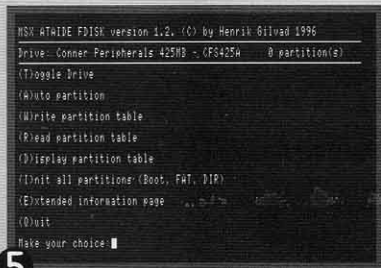 MSX ATAIDE FDISK version 1.2. (C) by Henrik Gilvad 1996
Drive: Conner Peripherals 425MB - CFS425A 0 partition(s)
(T)oggle Drive
(A)uto partition
(W)rite partition table
(R)ead partition table
(D)isplay partition table
(I)nit all partitions (Boot, FAT, DIR)
(E)xtended information page
(Q)uit
Make your choice:
5